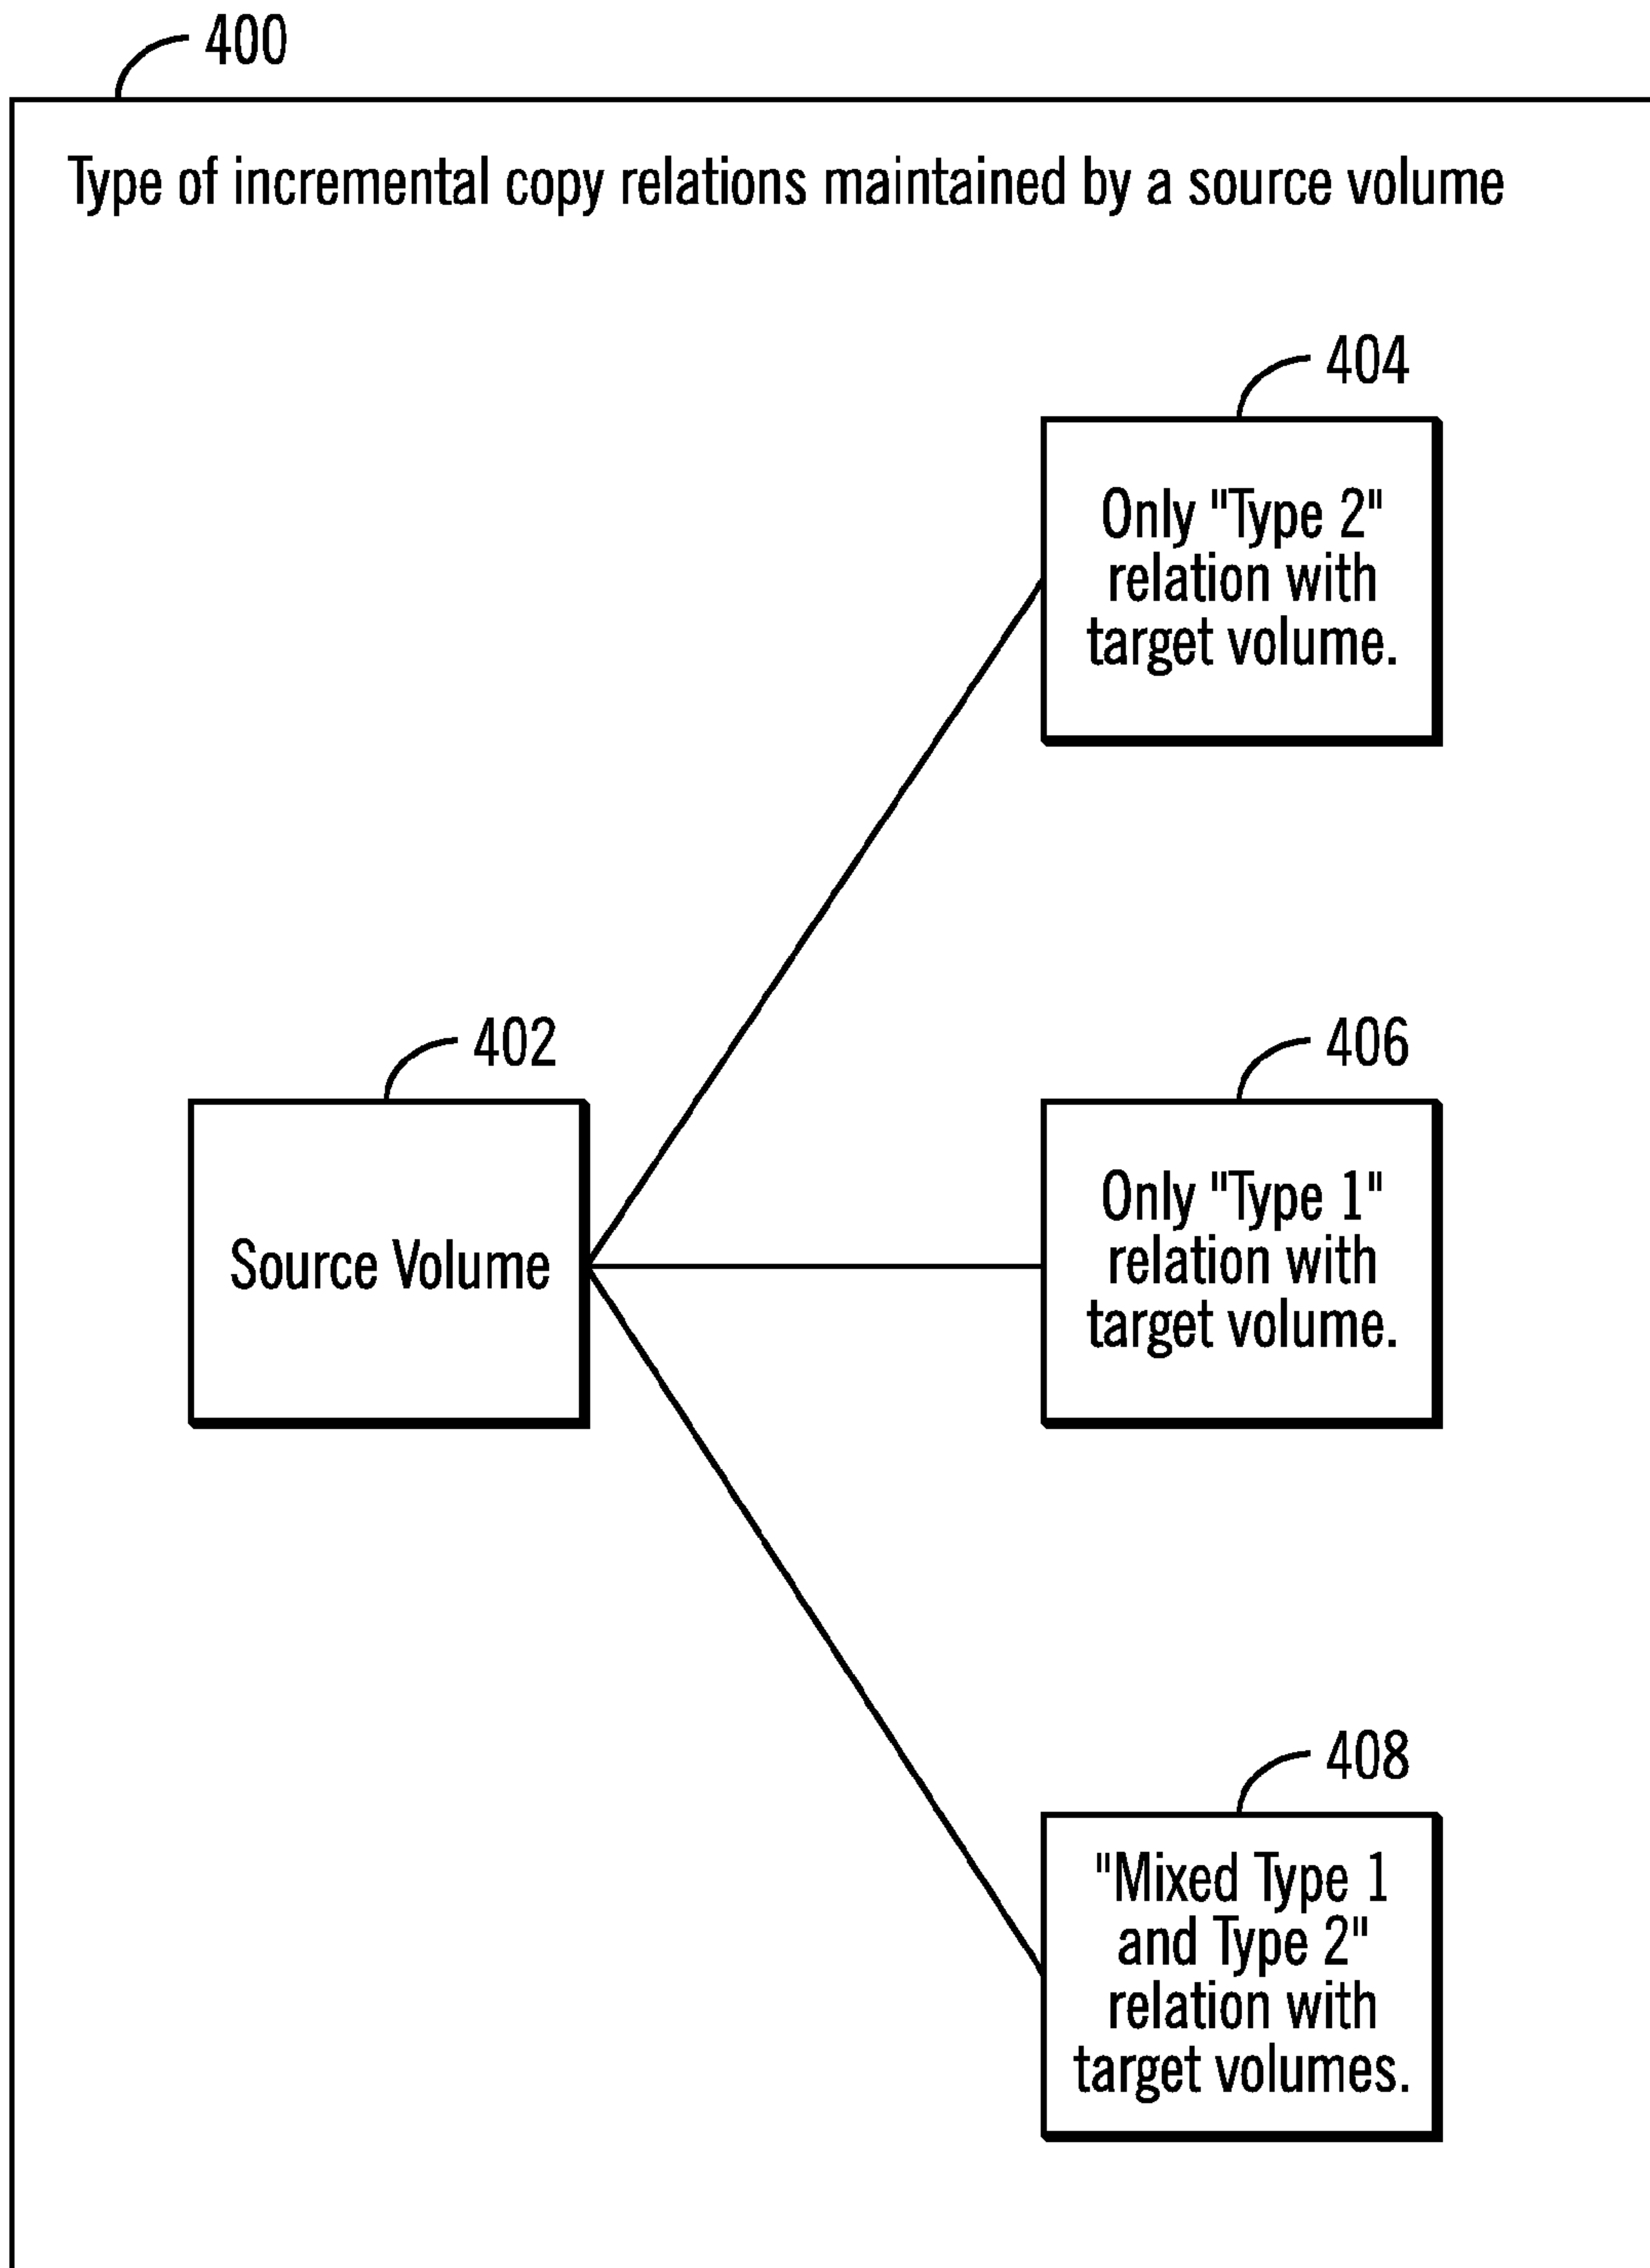 400
Type of incremental copy relations maintained by a source volume
404
Only "Type 2"
relation with
target volume.
402
Source Volume
406
Only "Type 1"
relation with
target volume.
408
"Mixed Type 1
and Type 2"
relation with
target volumes.